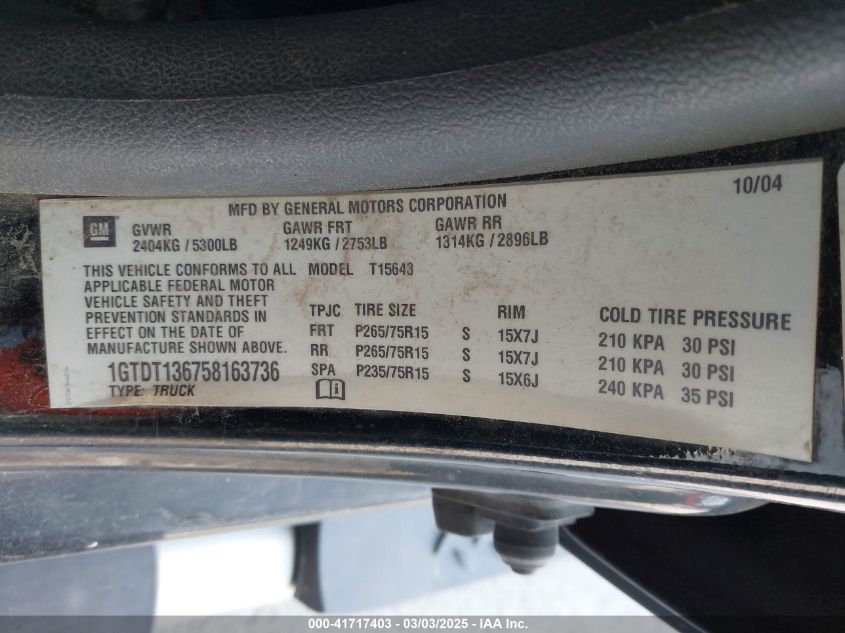 10/04
MFD BY GENERAL MOTORS CORPORATION
GM GVWR GAWR FRT GAWR RR
2404KG / 5300LB 1249KG / 2753LB 1314KG / 2896LB
THIS VEHICLE CONFORMS TO ALL MODEL T15643
APPLICABLE FEDERAL MOTOR
VEHICLE SAFETY AND THEFT
PREVENTION STANDARDS IN TPJC TIRE SIZE RIM COLD TIRE PRESSURE
EFFECT ON THE DATE OF FRT P265/75R15 S 15X7J 210 KPA 30 PSI
MANUFACTURE SHOWN ABOVE. RR P265/75R15 S 15X7J 210 KPA 30 PSI
1GTDT136758163736 SPA P235/75R15 S 15X6J 240 KPA 35 PSI
TYPE: TRUCK
000-41717403 - 03/03/2025 - IAA Inc.